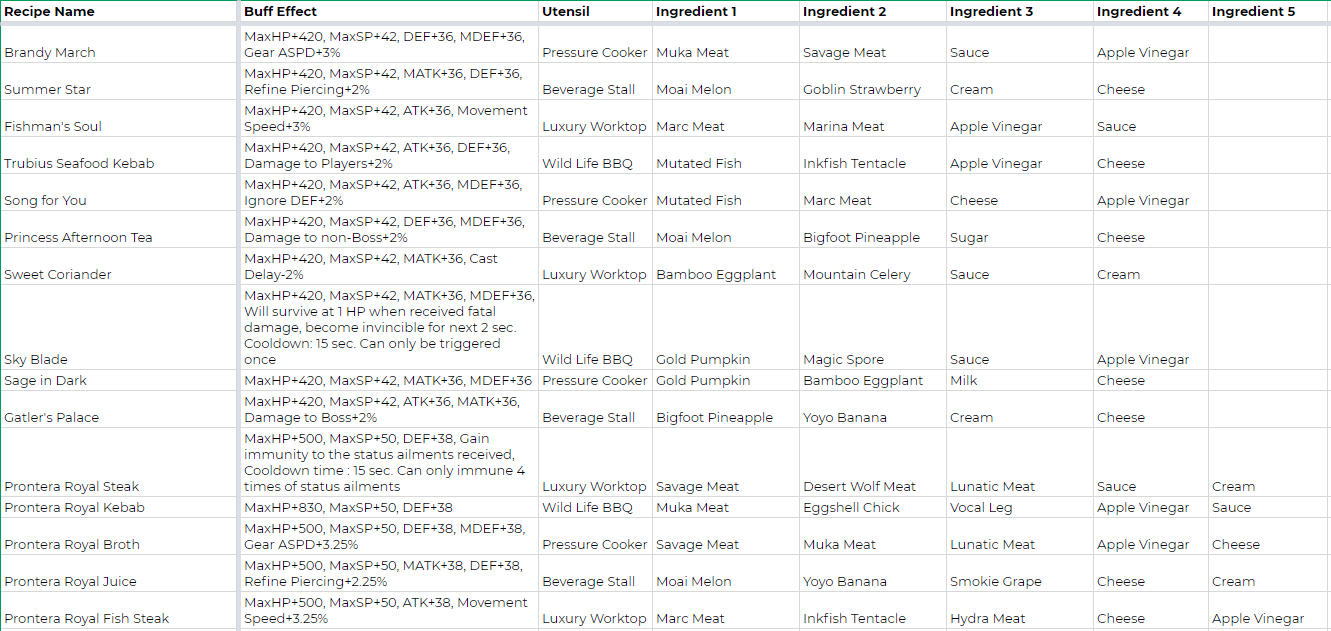 Recipe Name Buff Effect Utensil Ingredient 1 Ingredient 2 Ingredient 3 Ingredient 4 Ingredient 5
MaxHP+420, MaxSP+42, DEF+36, MDEF+36,
Brandy March Gear ASPD+3% Pressure Cooker Muka Meat Savage Meat Sauce Apple Vinegar
MaxHP+420, MaxSP+42, MATK+36, DEF+36,
Summer Star Refine Piercing+2% Beverage Stall Moai Melon Goblin Strawberry Cream Cheese
MaxHP+420, MaxSP+42, ATK+36, Movement
Fishman's Soul Speed+3% Luxury Worktop Marc Meat Marina Meat Apple Vinegar Sauce
MaxHP+420, MaxSP+42, ATK+36, DEF+36,
Trubius Seafood Kebab Damage to Players+2% Wild Life BBQ Mutated Fish Inkfish Tentacle Apple Vinegar Cheese
MaxHP+420, MaxSP+42, ATK+36, MDEF+36,
Song for You Ignore DEF+2% Pressure Cooker Mutated Fish Marc Meat Cheese Apple Vinegar
MaxHP+420, MaxSP+42, DEF+36, MDEF+36,
Princess Afternoon Tea Damage to non-Boss+2% Beverage Stall Moai Melon Bigfoot Pineapple Sugar Cheese
MaxHP+420, MaxSP+42, MATK+36, Cast
Sweet Coriander Delay-2% Luxury Worktop Bamboo Eggplant Mountain Celery Sauce Cream
MaxHP+420, MaxSP+42, MATK+36, MDEF+36,
Will survive at 1 HP when received fatal
damage, become invincible for next 2 sec.
Cooldown: 15 sec. Can only be triggered
Sky Blade once Wild Life BBQ Gold Pumpkin Magic Spore Sauce Apple Vinegar
Sage in Dark MaxHP+420, MaxSP+42, MATK+36, MDEF+36 Pressure Cooker Gold Pumpkin Bamboo Eggplant Milk Cheese
MaxHP+420, MaxSP+42, ATK+36, MATK+36,
Gatler's Palace Damage to Boss+2% Beverage Stall Bigfoot Pineapple Yoyo Banana Cream Cheese
MaxHP+500, MaxSP+50, DEF+38, Gain
immunity to the status ailments received,
Cooldown time : 15 sec. Can only immune 4
Prontera Royal Steak times of status ailments Luxury Worktop Savage Meat Desert Wolf Meat Lunatic Meat Sauce Cream
Prontera Royal Kebab MaxHP+830, MaxSP+50, DEF+38 Wild Life BBQ Muka Meat Eggshell Chick Vocal Leg Apple Vinegar Sauce
MaxHP+500, MaxSP+50, DEF+38, MDEF+38,
Prontera Royal Broth Gear ASPD+3.25% Pressure Cooker Savage Meat Muka Meat Lunatic Meat Apple Vinegar Cheese
MaxHP+500, MaxSP+50, MATK+38, DEF+38,
Prontera Royal Juice Refine Piercing+2.25% Beverage Stall Moai Melon Yoyo Banana Smokie Grape Cheese Cream
MaxHP+500, MaxSP+50, ATK+38, Movement
Prontera Royal Fish Steak Speed+3.25% Luxury Worktop Marc Meat Inkfish Tentacle Hydra Meat Cheese Apple Vinegar